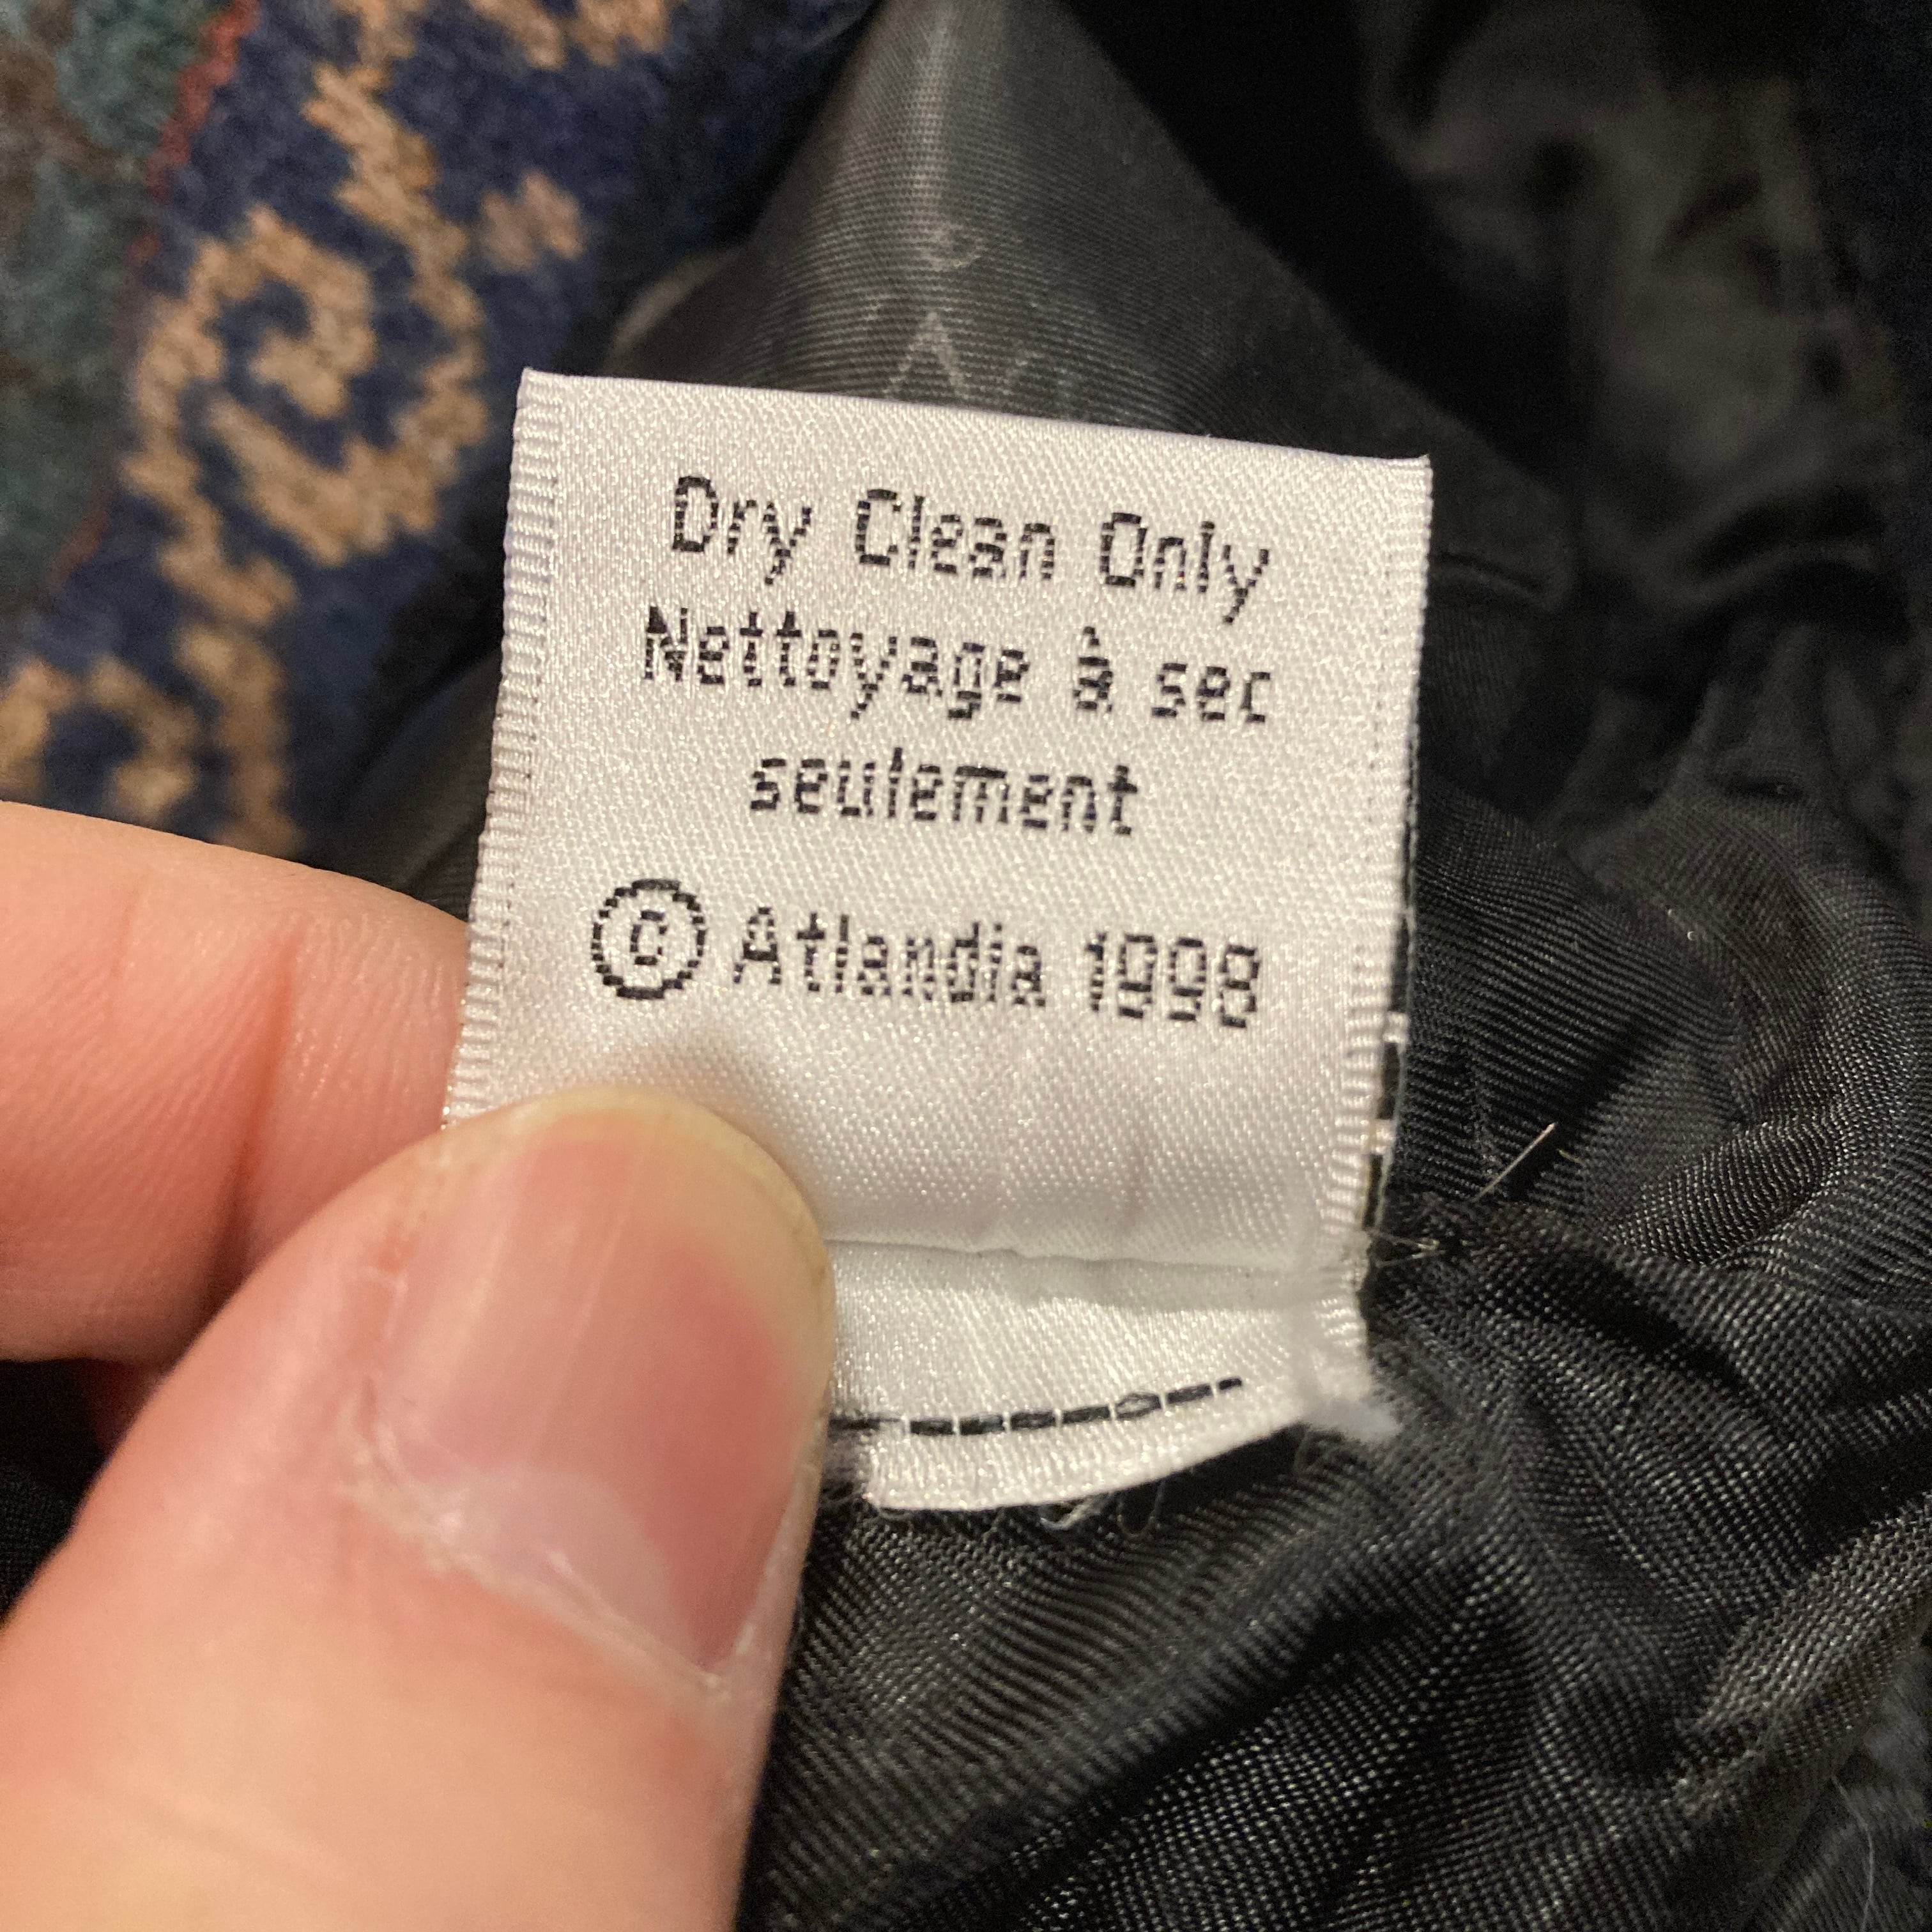 Dry Clean Only
Nettoyage à sec
seulement
© Atlandia 1998